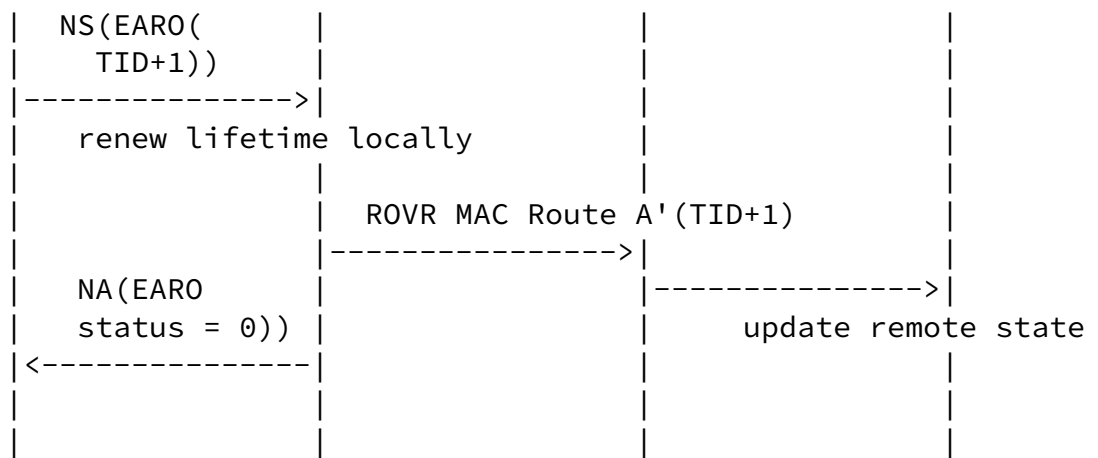 NS(EARO(
TID+1))
renew lifetime locally
ROVR MAC Route A'(TID+1)
NA(EARO
status = 0))
update remote state